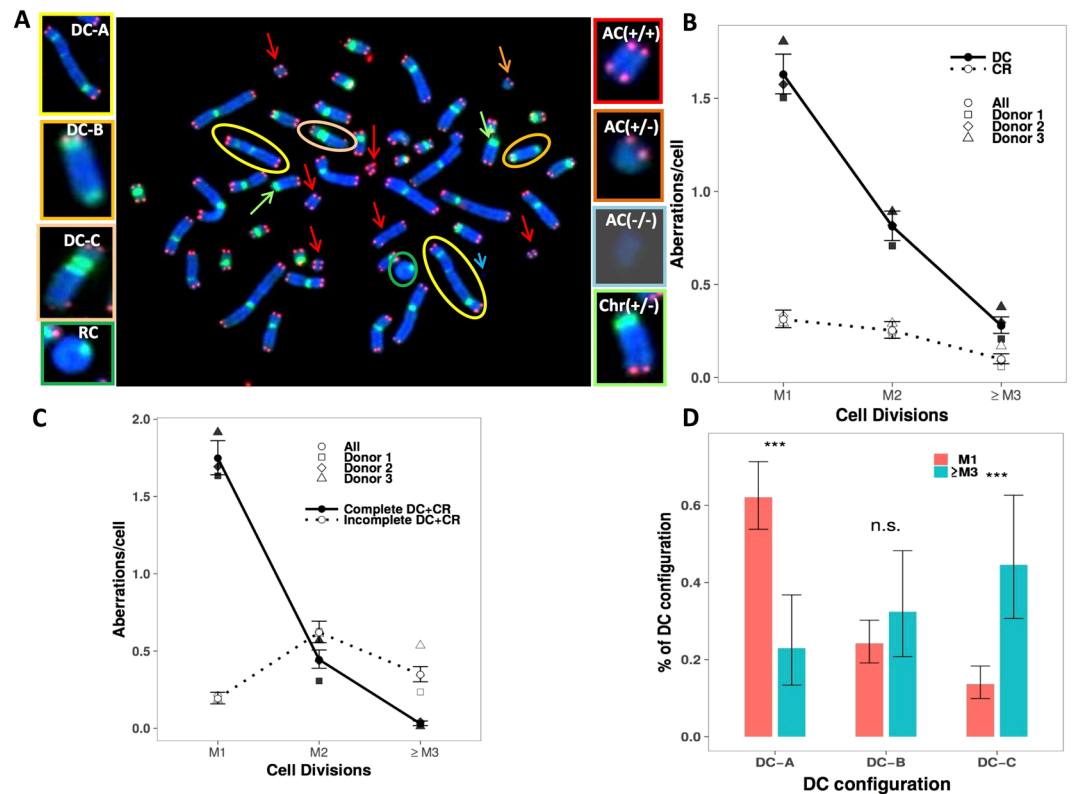 A
DC-A
DC-B
DC-C
RC
AC(+/+)
AC(+/-)
AC(-/-)
Chr(+/-)
B
Aberrations/cell
1.5
1.0
0.5
0.0
DC
CR
All
Donor 1
Donor 2
Donor 3
M1
M2
≥ M3
Cell Divisions
C
Aberrations/cell
2.0
1.5
1.0
0.5
0.0
All
Donor 1
Donor 2
Donor 3
Complete DC+CR
Incomplete DC+CR
M1
M2
≥ M3
Cell Divisions
D
% of DC configuration
0.6
0.4
0.2
0.0
***
n.s.
***
M1
≥M3
DC−A
DC−B
DC−C
DC configuration